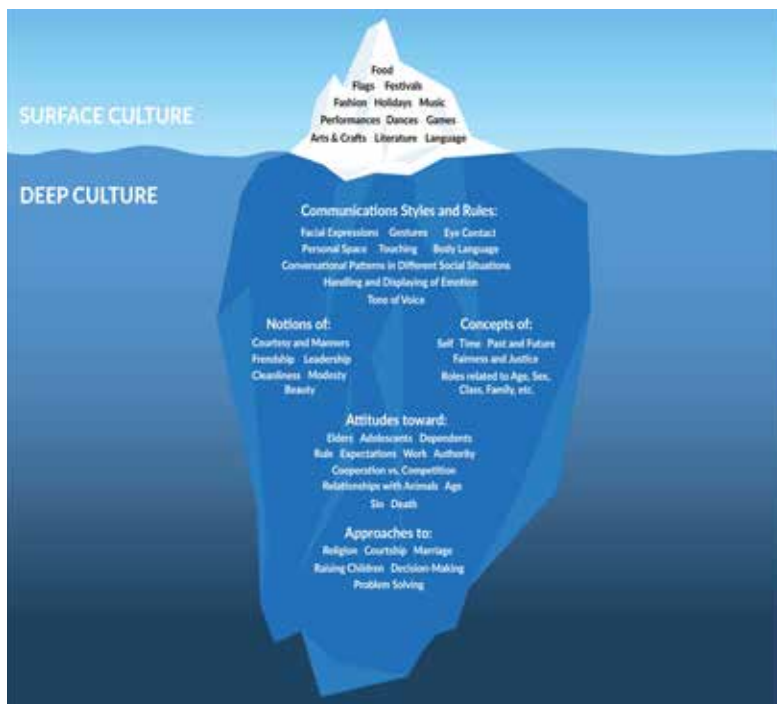 Food
Flags Festivals
Fashion Holidays Music
Performances Dances Games
Arts & Crafts Literature Language
SURFACE CULTURE
DEEP CULTURE
Communications Styles and Rules:
Facial Expressions Gestures Eye Contact
Personal Space Touching Body Language
Conversational Patterns in Different Social Situations
Handling and Displaying of Emotion
Tone of Voice
Notions of:
Courtesy and Manners
Friendship Leadership
Cleanliness Modesty
Beauty
Concepts of:
Self Time Past and Future
Fairness and Justice
Roles related to Age, Sex,
Class, Family, etc.
Attitudes toward:
Elders Adolescents Dependents
Rule Expectations Work Authority
Cooperation vs. Competition
Relationships with Animals Age
Sin Death
Approaches to:
Religion Courtship Marriage
Raising Children Decision-Making
Problem Solving